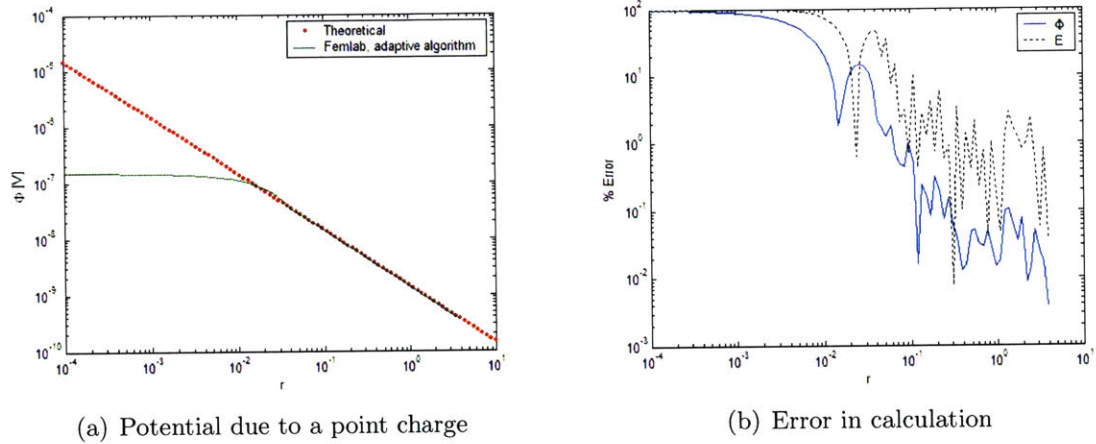 10^-4
10^-5
10^-6
10^-7
10^-8
10^-9
10^-10
Φ [V]
Theoretical
Femlab, adaptive algorithm
10^-4 10^-3 10^-2 10^-1 10^0 10^1
r
(a) Potential due to a point charge
10^2
10^1
10^0
10^-1
10^-2
10^-3
% Error
Φ
E
10^-4 10^-3 10^-2 10^-1 10^0 10^1
r
(b) Error in calculation